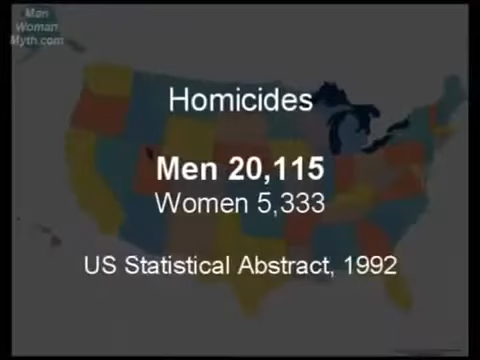 Man
Woman
Myth.com
Homicides
Men 20,115
Women 5,333
US Statistical Abstract, 1992